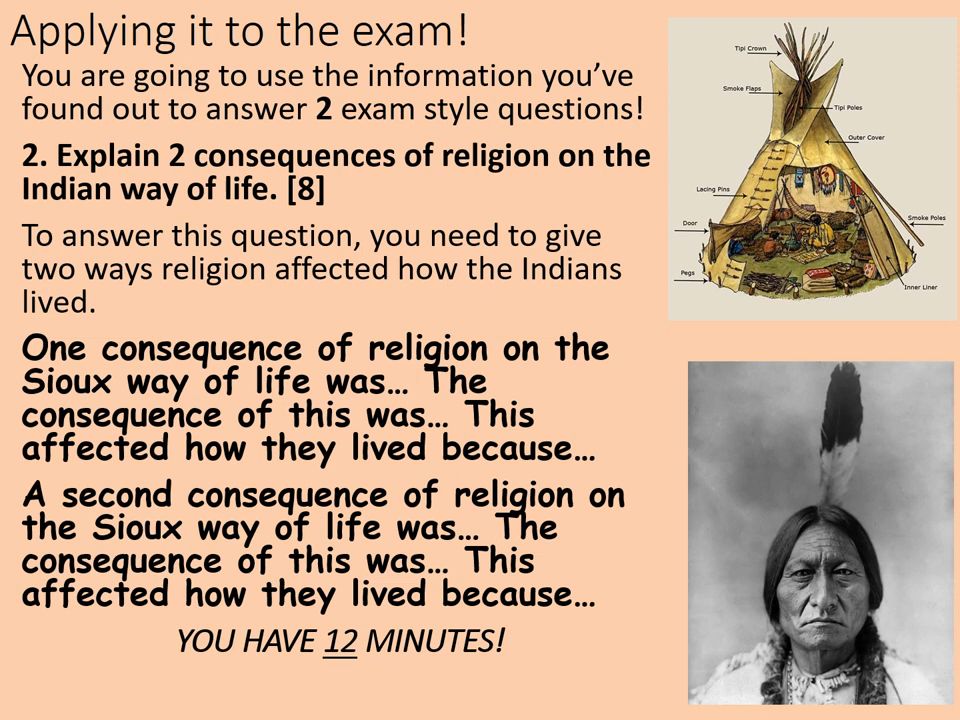 Applying it to the exam!
You are going to use the information you’ve
found out to answer 2 exam style questions!
2. Explain 2 consequences of religion on the
Indian way of life. [8]
To answer this question, you need to give
two ways religion affected how the Indians
lived.
One consequence of religion on the
Sioux way of life was… The
consequence of this was… This
affected how they lived because…
A second consequence of religion on
the Sioux way of life was… The
consequence of this was… This
affected how they lived because…
YOU HAVE 12 MINUTES!
Tipi Crown
Smoke Flaps
Tipi Poles
Outer Cover
Lacing Pins
Door
Smoke Poles
Pegs
Inner Liner